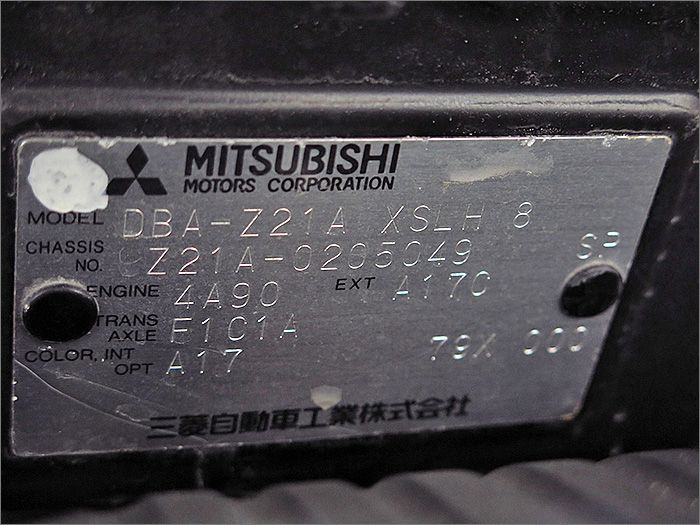 MITSUBISHI
MOTORS CORPORATION
MODEL DBA-Z21A XSLH 8
CHASSIS NO. Z21A-0205049 S.P
ENGINE 4A90 EXT A17C
TRANS AXLE F1C1A
COLOR, INT OPT A17 79X 000
三菱自動車工業株式会社